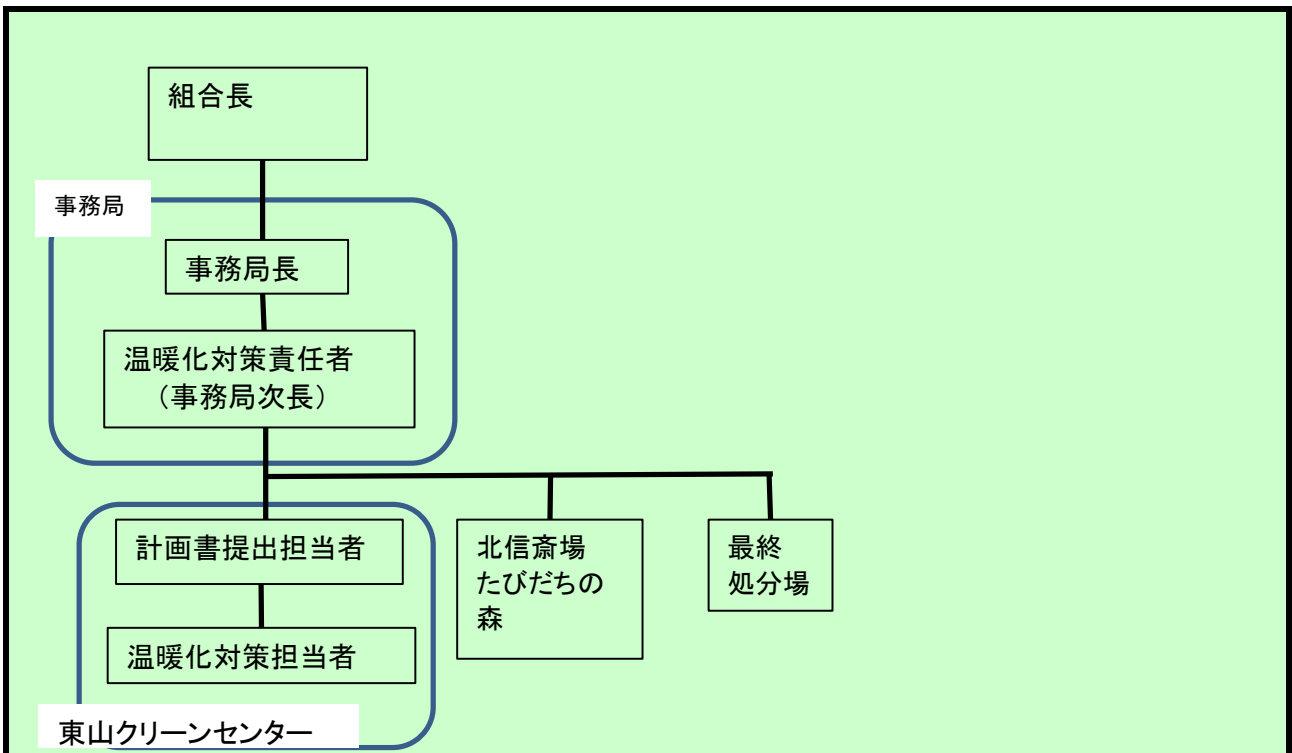 組合長
事務局
事務局長
温暖化対策責任者
（事務局次長）
計画書提出担当者
温暖化対策担当者
東山クリーンセンター
北信斎場
たびだちの
森
最終
処分場